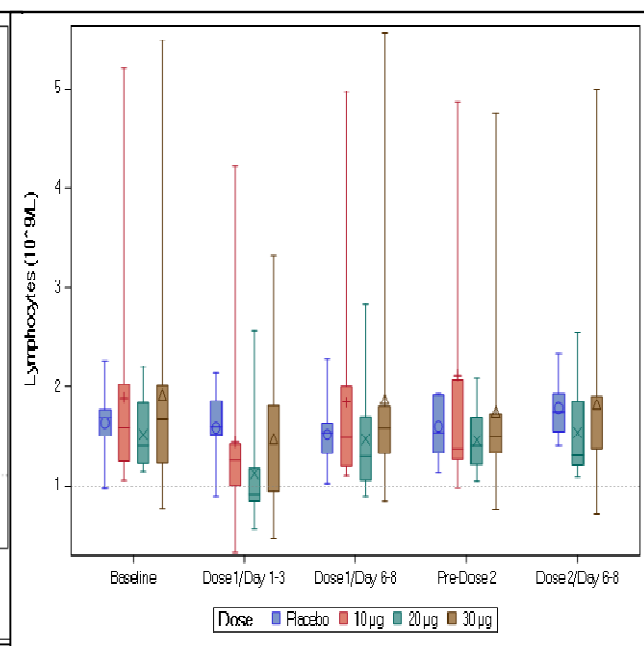 Lymphocytes (10^9/L)
5
4
3
2
1
Baseline Dose1/Day 1-3 Dose1/Day 6-8 Pre-Dose2 Dose2/Day 6-8
Dose Placebo 10 µg 20 µg 30 µg